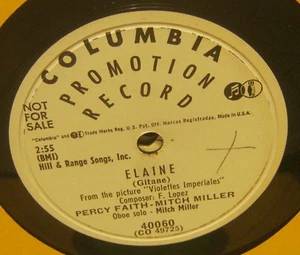 COLUMBIA
PROMOTION
RECORD
NOT
FOR
SALE
"Columbia" and Trade Marks Reg. U.S. Pat. Off. Marcas Registradas. Made in U.S.A.
2:55
(BMI)
Hill & Range Songs, Inc.
ELAINE
(Gitane)
From the picture "Violettes Imperiales"
Composer: F. Lopez
PERCY FAITH-MITCH MILLER
Oboe solo - Mitch Miller
40060
(CO 49725)